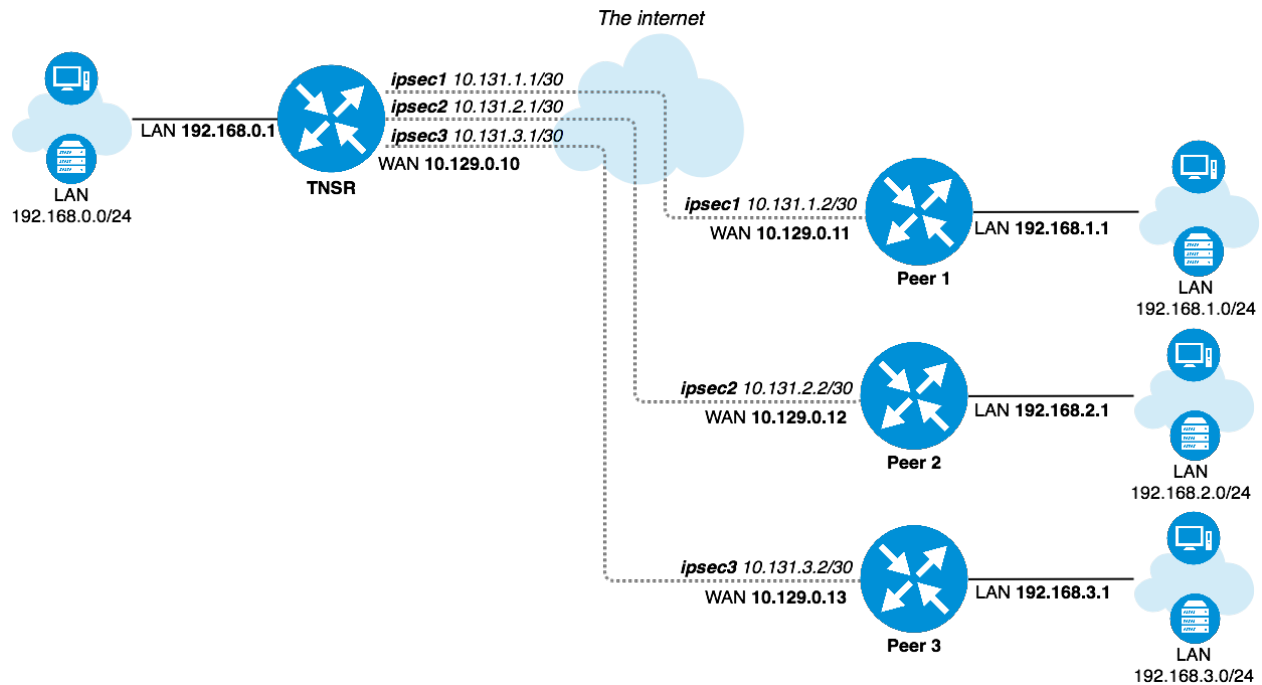 The internet
ipsec1 10.131.1.1/30
ipsec2 10.131.2.1/30
ipsec3 10.131.3.1/30
LAN 192.168.0.1
WAN 10.129.0.10
TNSR
LAN
192.168.0.0/24
ipsec1 10.131.1.2/30
WAN 10.129.0.11
LAN 192.168.1.1
Peer 1
LAN
192.168.1.0/24
ipsec2 10.131.2.2/30
WAN 10.129.0.12
LAN 192.168.2.1
Peer 2
LAN
192.168.2.0/24
ipsec3 10.131.3.2/30
WAN 10.129.0.13
LAN 192.168.3.1
Peer 3
LAN
192.168.3.0/24